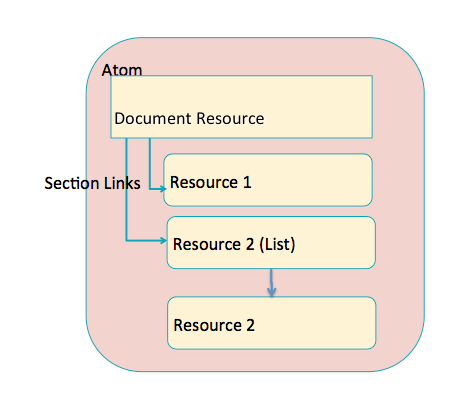 Atom
Document Resource
Section Links
Resource 1
Resource 2 (List)
Resource 2